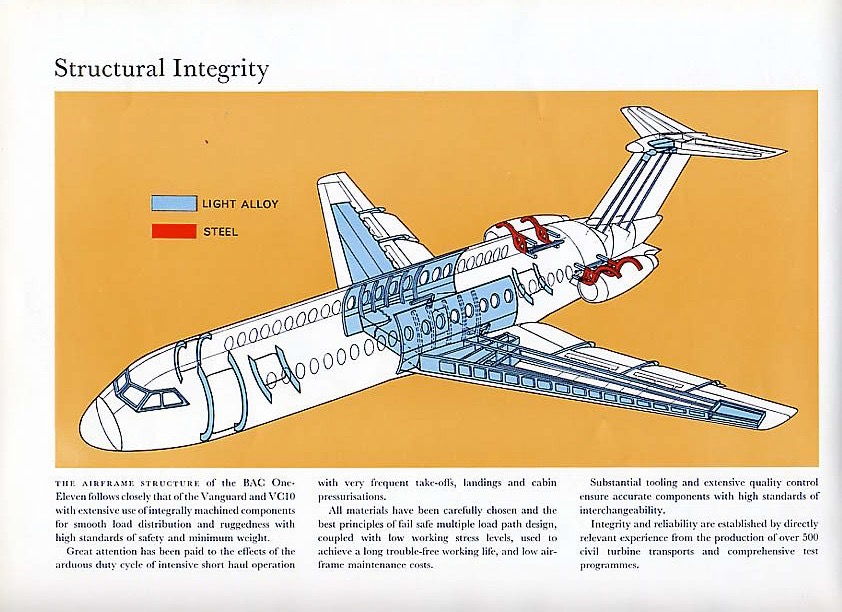 Structural Integrity
LIGHT ALLOY
STEEL
THE AIRFRAME STRUCTURE of the BAC One-
Eleven follows closely that of the Vanguard and VC10
with extensive use of integrally machined components
for smooth load distribution and ruggedness with
high standards of safety and minimum weight.
Great attention has been paid to the effects of the
arduous duty cycle of intensive short haul operation
with very frequent take-offs, landings and cabin
pressurisations.
All materials have been carefully chosen and the
best principles of fail safe multiple load path design,
coupled with low working stress levels, used to
achieve a long trouble-free working life, and low air-
frame maintenance costs.
Substantial tooling and extensive quality control
ensure accurate components with high standards of
interchangeability.
Integrity and reliability are established by directly
relevant experience from the production of over 500
civil turbine transports and comprehensive test
programmes.